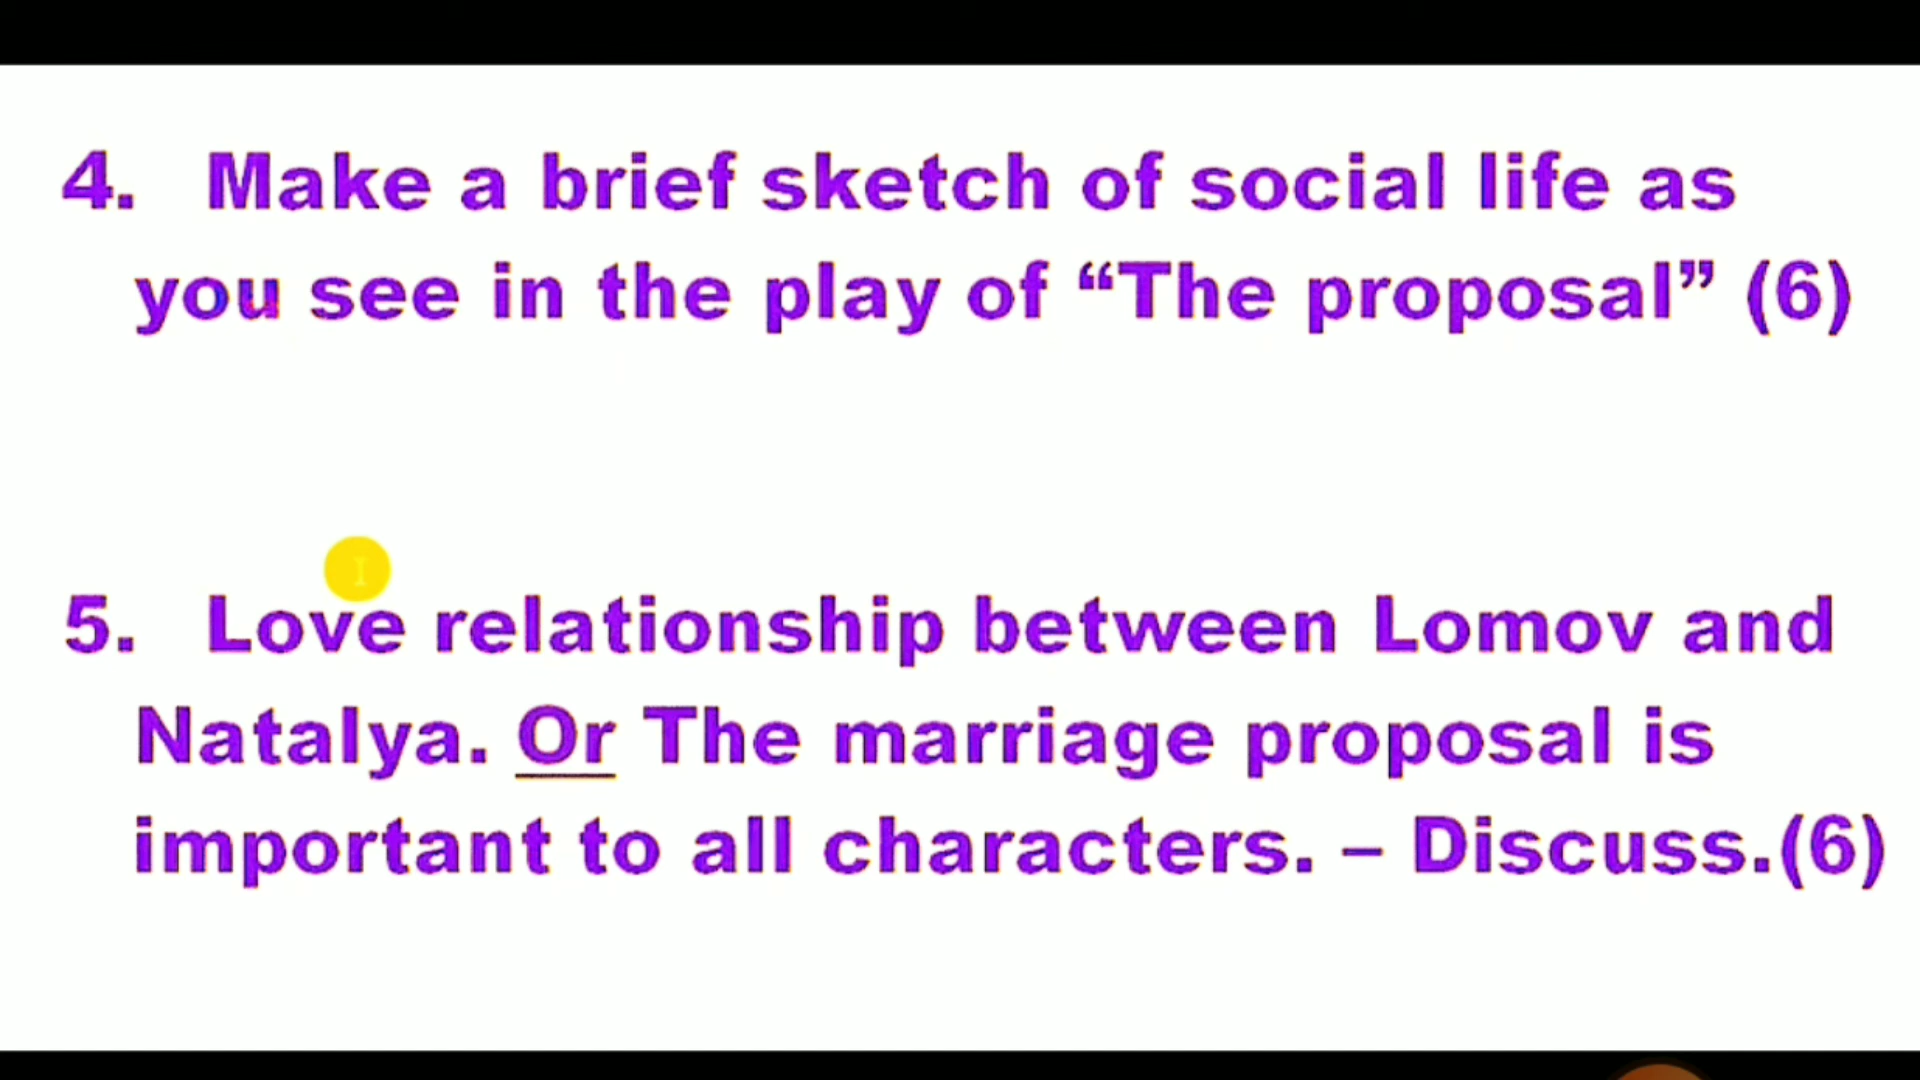 4. Make a brief sketch of social life as
you see in the play of “The proposal” (6)
5. Love relationship between Lomov and
Natalya. Or The marriage proposal is
important to all characters. – Discuss.(6)